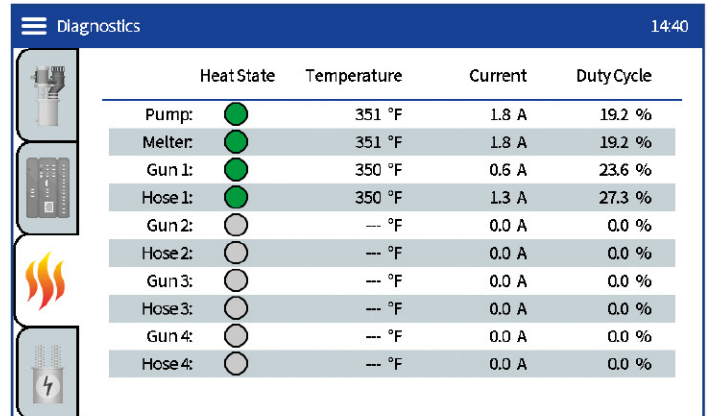 Diagnostics 14:40
Heat State Temperature Current Duty Cycle
Pump: 351 °F 1.8 A 19.2 %
Melter: 351 °F 1.8 A 19.2 %
Gun 1: 350 °F 0.6 A 23.6 %
Hose 1: 350 °F 1.3 A 27.3 %
Gun 2: --- °F 0.0 A 0.0 %
Hose 2: --- °F 0.0 A 0.0 %
Gun 3: --- °F 0.0 A 0.0 %
Hose 3: --- °F 0.0 A 0.0 %
Gun 4: --- °F 0.0 A 0.0 %
Hose 4: --- °F 0.0 A 0.0 %